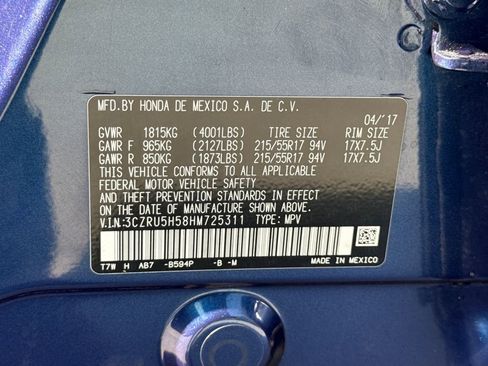 MFD.BY HONDA DE MEXICO S.A. DE C.V.
04/'17
GVWR 1815KG (4001LBS) TIRE SIZE RIM SIZE
GAWR F 965KG (2127LBS) 215/55R17 94V 17X7.5J
GAWR R 850KG (1873LBS) 215/55R17 94V 17X7.5J
THIS VEHICLE CONFORMS TO ALL APPLICABLE
FEDERAL MOTOR VEHICLE SAFETY AND
THEFT PREVENTION STANDARDS IN EFFECT
ON THE DATE OF MANUFACTURE SHOWN ABOVE.
V.I.N:3CZRU5H58HM725311 TYPE: MPV
T7W H AB7 -B594P -B -M
MADE IN MEXICO